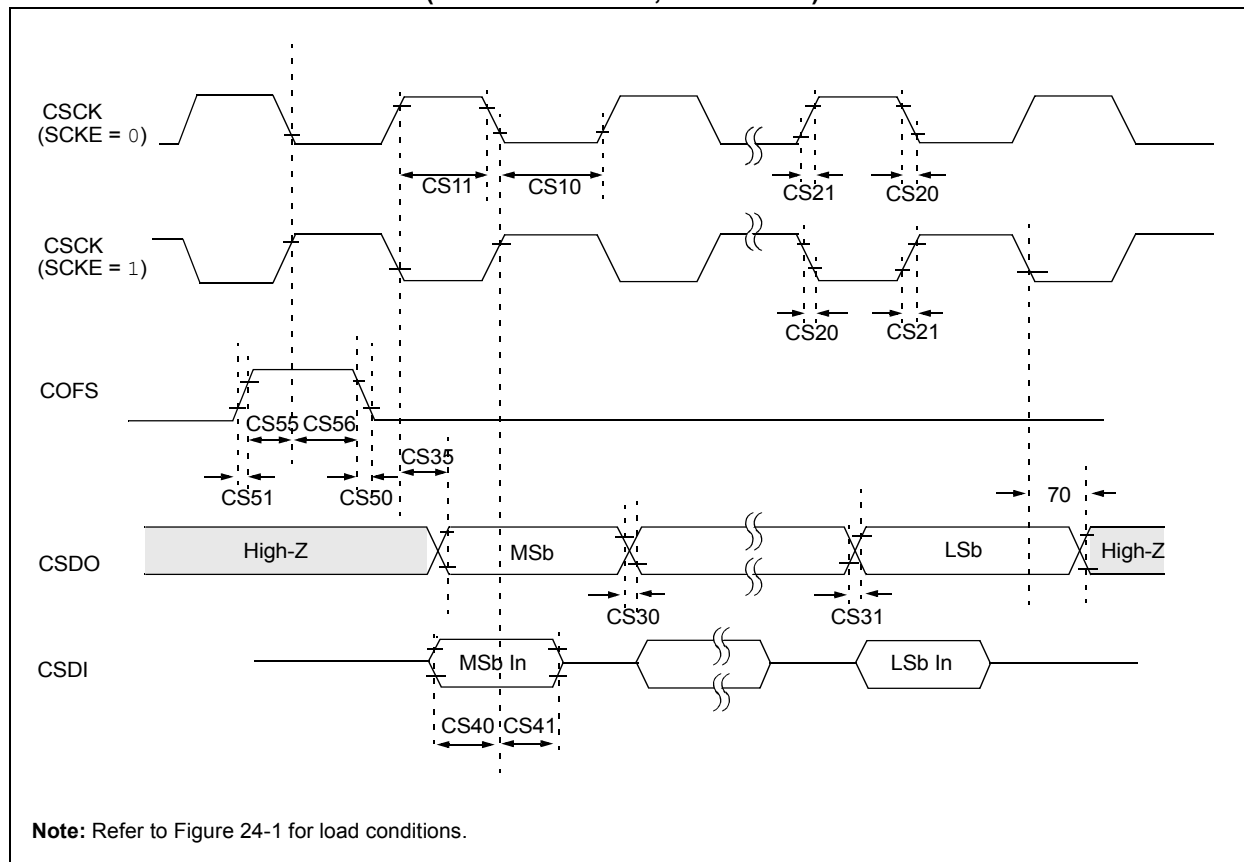 CSCK
(SCKE = 0)
CS11 CS10 CS21 CS20
CSCK
(SCKE = 1)
CS20 CS21
COFS
CS55 CS56
CS35
CS51 CS50 70
CSDO High-Z MSb LSb High-Z
CS30 CS31
CSDI MSb In LSb In
CS40 CS41
Note: Refer to Figure 24-1 for load conditions.